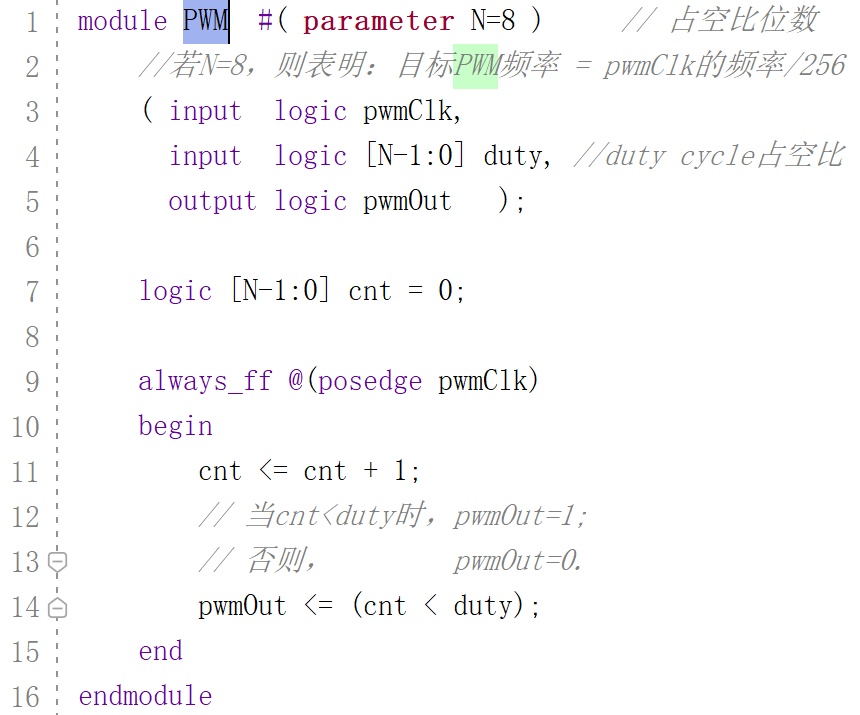 1 module PWM #( parameter N=8 ) // 占空比位数
2 //若N=8，则表明：目标PWM频率 = pwmClk的频率/256
3 ( input logic pwmClk,
4 input logic [N-1:0] duty, //duty cycle占空比
5 output logic pwmOut );
6
7 logic [N-1:0] cnt = 0;
8
9 always_ff @(posedge pwmClk)
10 begin
11 cnt <= cnt + 1;
12 // 当cnt<duty时，pwmOut=1;
13 // 否则， pwmOut=0.
14 pwmOut <= (cnt < duty);
15 end
16 endmodule